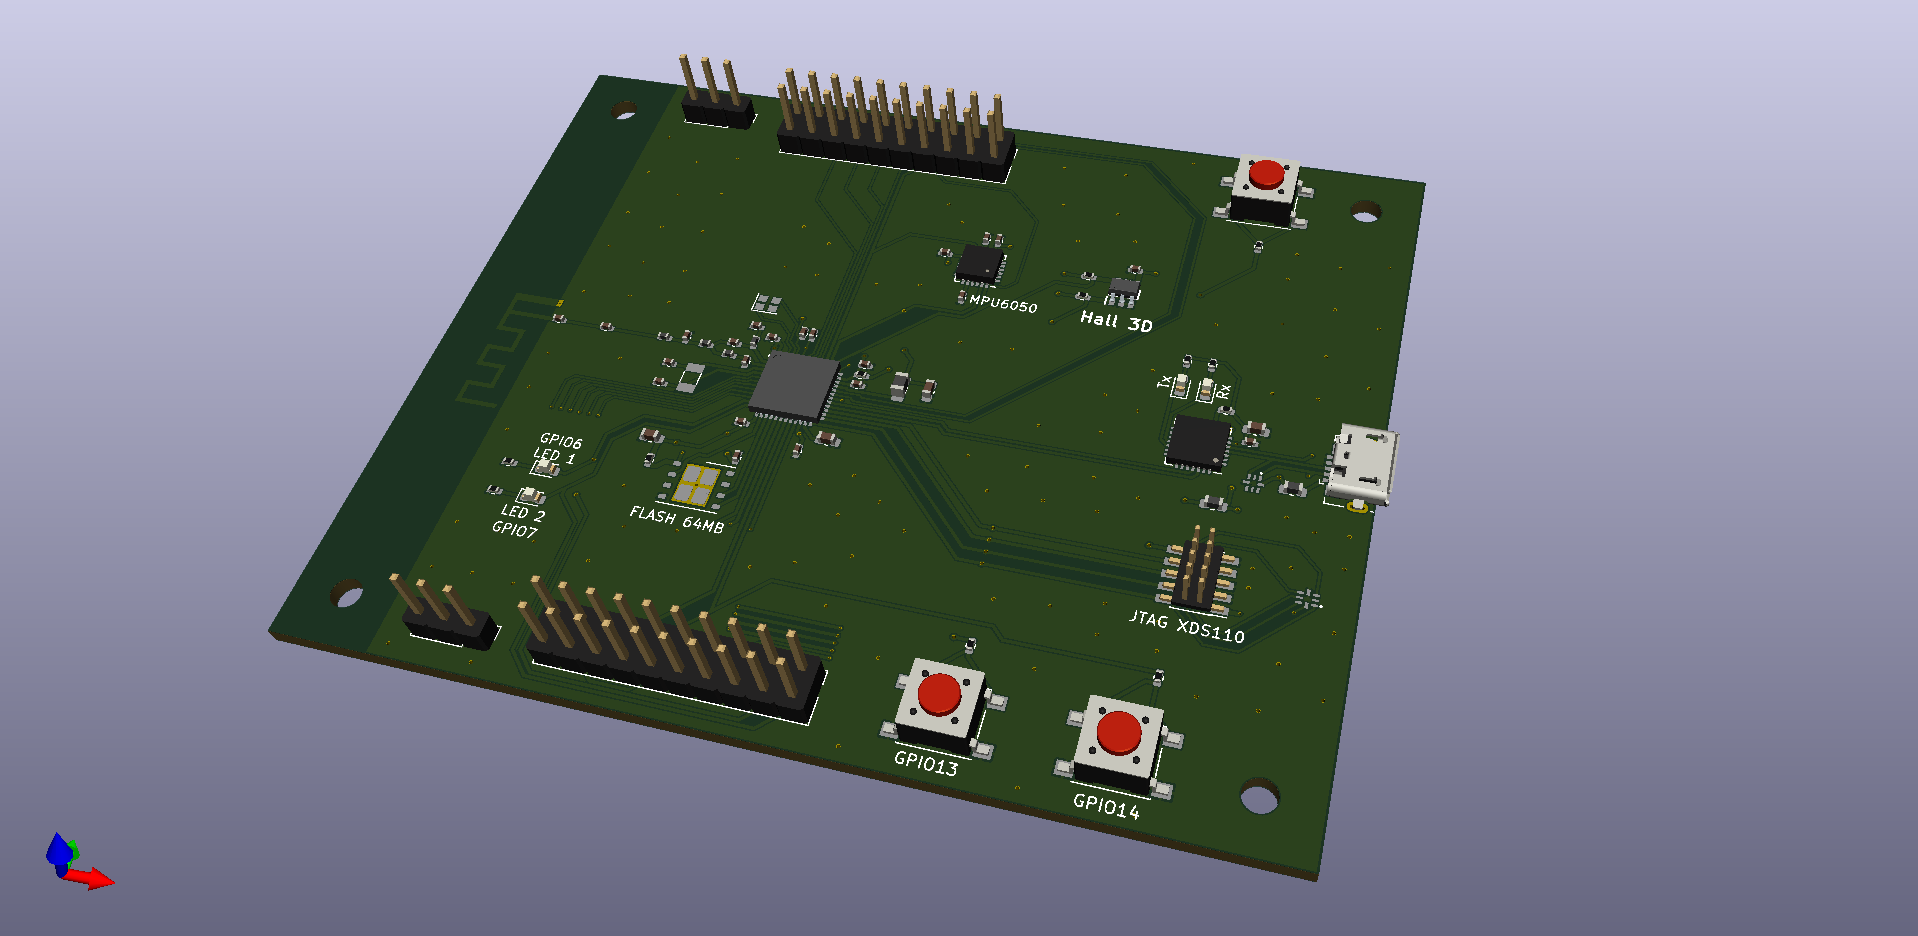 MPU6050
Hall 3D
Tx
Rx
GPIO6
LED 1
LED 2
GPIO7
FLASH 64MB
JTAG XDS110
GPIO13
GPIO14